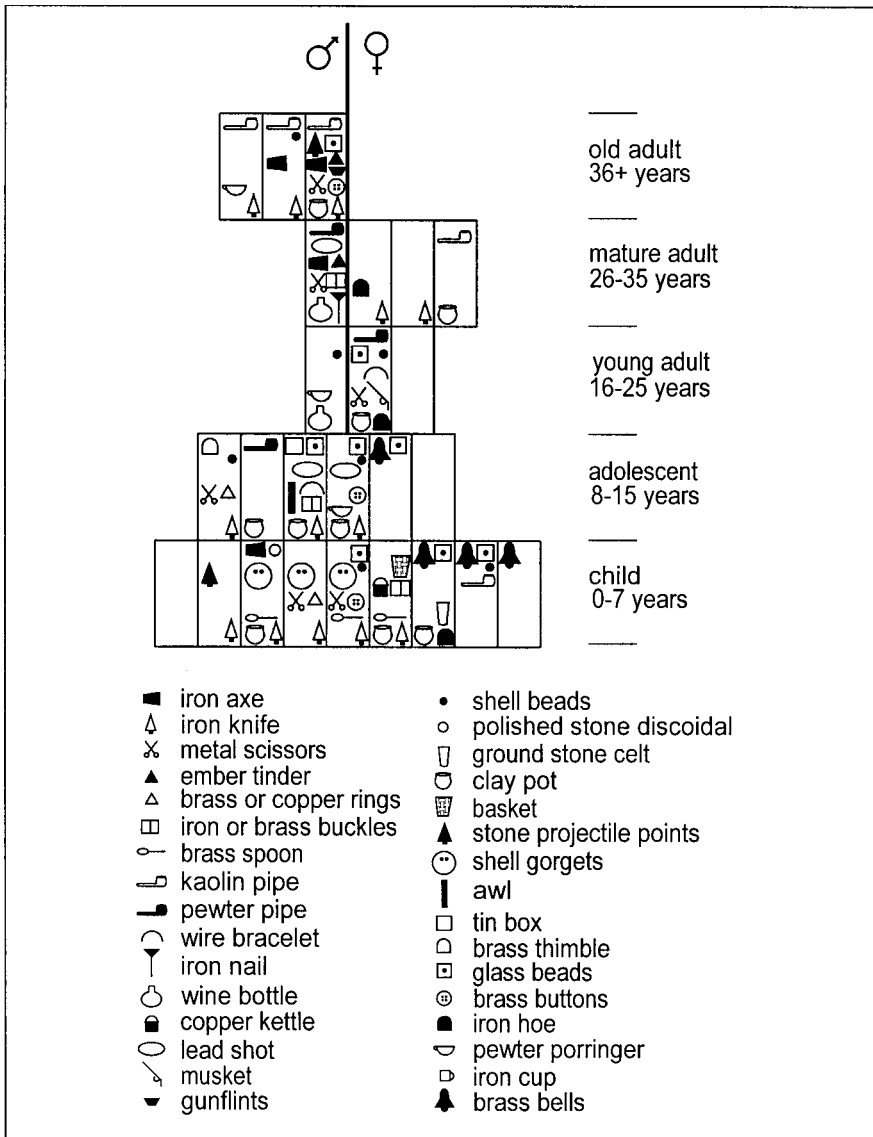 ♂ ♀
old adult
36+ years
mature adult
26-35 years
young adult
16-25 years
adolescent
8-15 years
child
0-7 years
iron axe
iron knife
metal scissors
ember tinder
brass or copper rings
iron or brass buckles
brass spoon
kaolin pipe
pewter pipe
wire bracelet
iron nail
wine bottle
copper kettle
lead shot
musket
gunflints
shell beads
polished stone discoidal
ground stone celt
clay pot
basket
stone projectile points
shell gorgets
awl
tin box
brass thimble
glass beads
brass buttons
iron hoe
pewter porringer
iron cup
brass bells